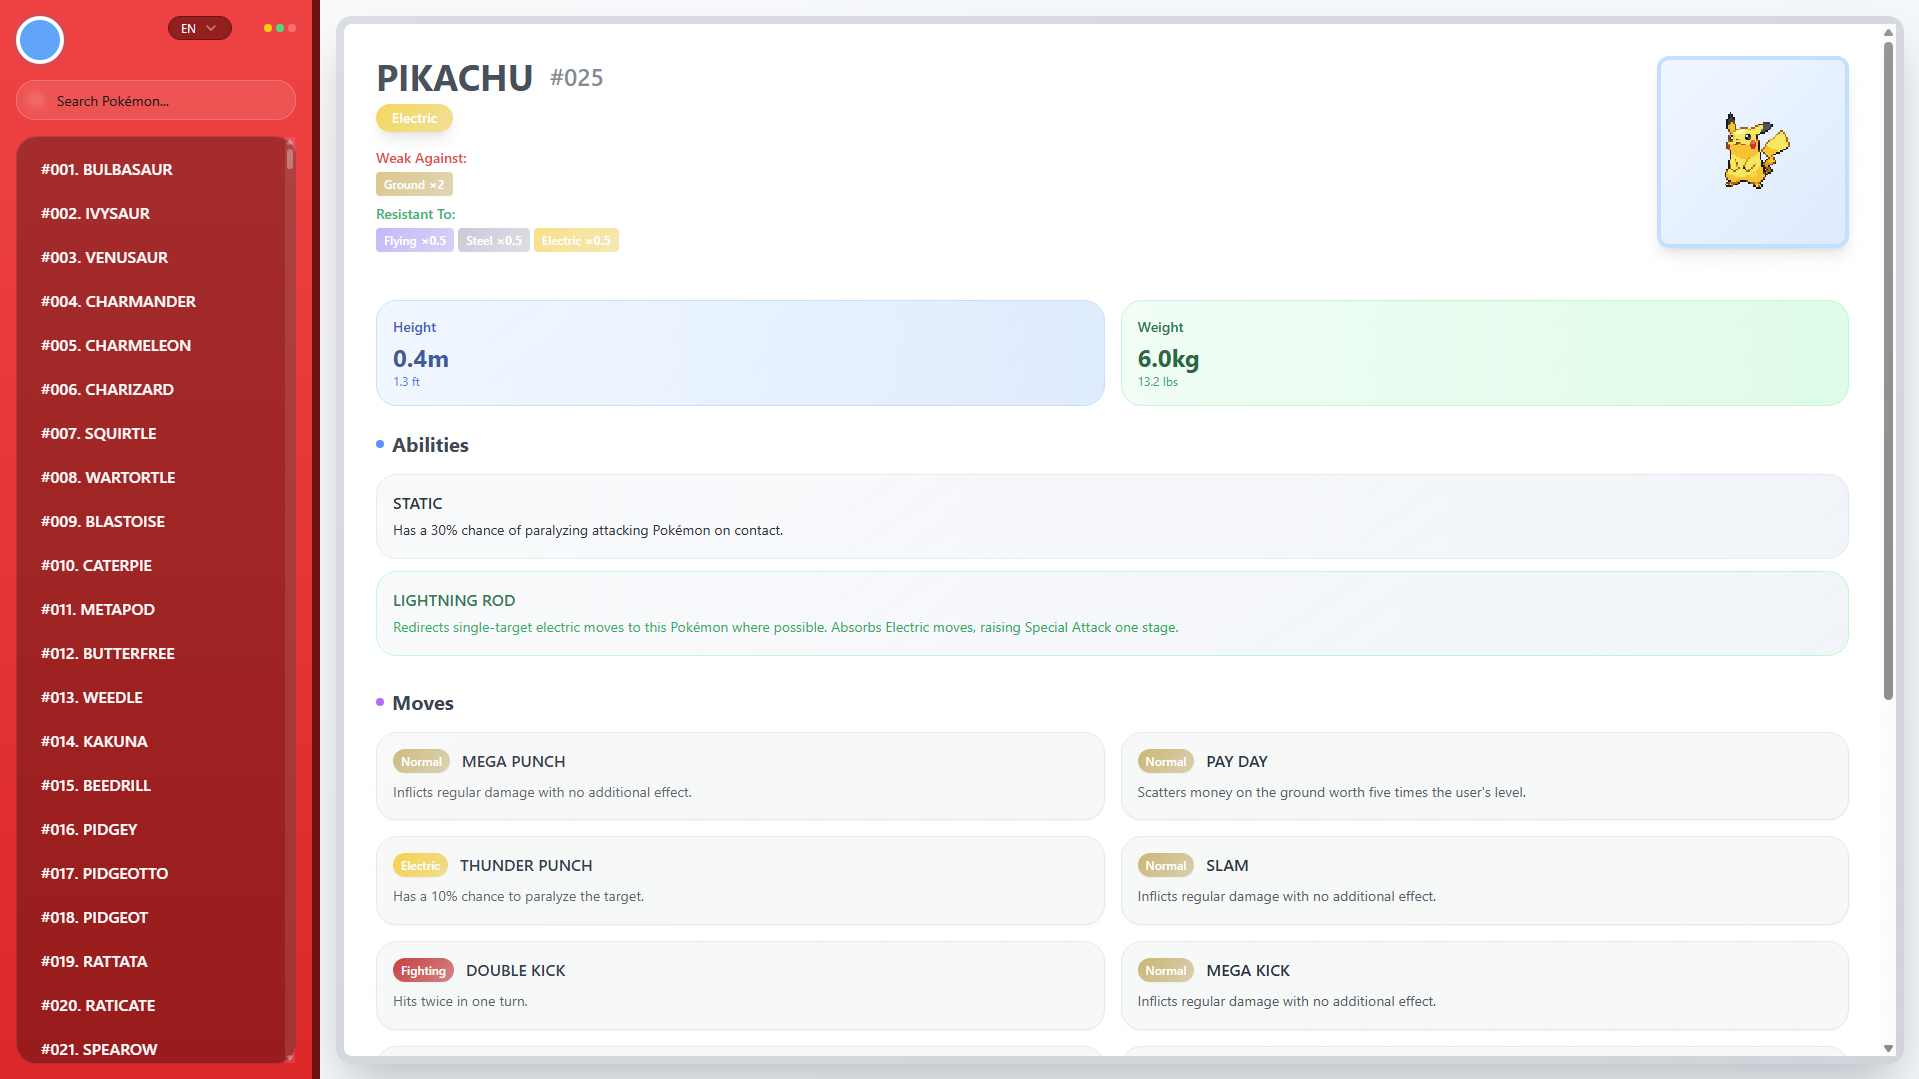 EN
Search Pokémon...
#001. BULBASAUR
#002. IVYSAUR
#003. VENUSAUR
#004. CHARMANDER
#005. CHARMELEON
#006. CHARIZARD
#007. SQUIRTLE
#008. WARTORTLE
#009. BLASTOISE
#010. CATERPIE
#011. METAPOD
#012. BUTTERFREE
#013. WEEDLE
#014. KAKUNA
#015. BEEDRILL
#016. PIDGEY
#017. PIDGEOTTO
#018. PIDGEOT
#019. RATTATA
#020. RATICATE
#021. SPEAROW
PIKACHU #025
Electric
Weak Against:
Ground ×2
Resistant To:
Flying ×0.5 Steel ×0.5 Electric ×0.5
Height
0.4m
1.3 ft
Weight
6.0kg
13.2 lbs
Abilities
STATIC
Has a 30% chance of paralyzing attacking Pokémon on contact.
LIGHTNING ROD
Redirects single-target electric moves to this Pokémon where possible. Absorbs Electric moves, raising Special Attack one stage.
Moves
Normal MEGA PUNCH
Inflicts regular damage with no additional effect.
Normal PAY DAY
Scatters money on the ground worth five times the user's level.
Electric THUNDER PUNCH
Has a 10% chance to paralyze the target.
Normal SLAM
Inflicts regular damage with no additional effect.
Fighting DOUBLE KICK
Hits twice in one turn.
Normal MEGA KICK
Inflicts regular damage with no additional effect.